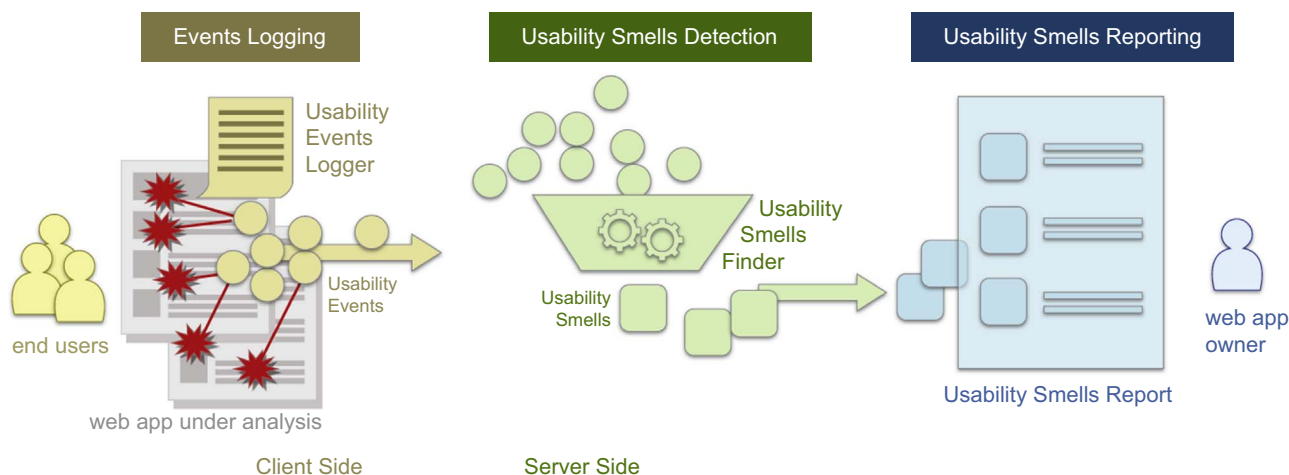 Events Logging
Usability Smells Detection
Usability Smells Reporting
Usability
Events
Logger
Usability
Events
end users
web app under analysis
Usability
Smells
Finder
Usability
Smells
web app
owner
Usability Smells Report
Client Side
Server Side